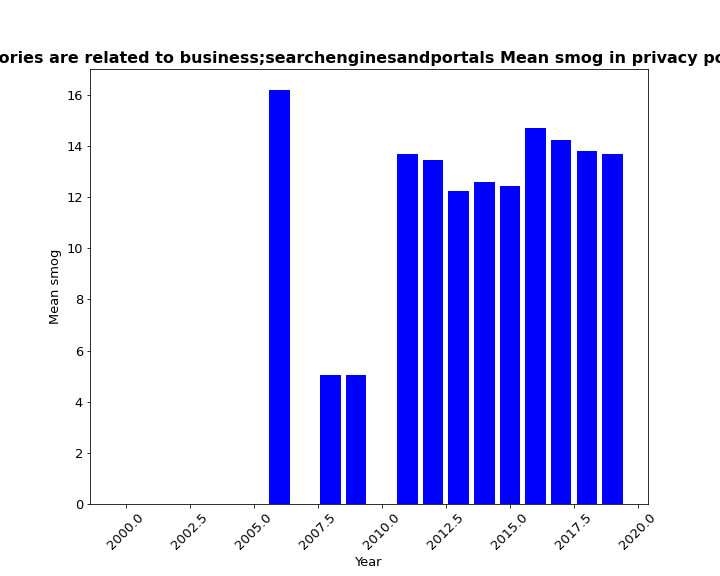 ories are related to business;searchenginesandportals Mean smog in privacy po
16
14
12
10
8
6
4
2
0
Mean smog
2000.0 2002.5 2005.0 2007.5 2010.0 2012.5 2015.0 2017.5 2020.0
Year